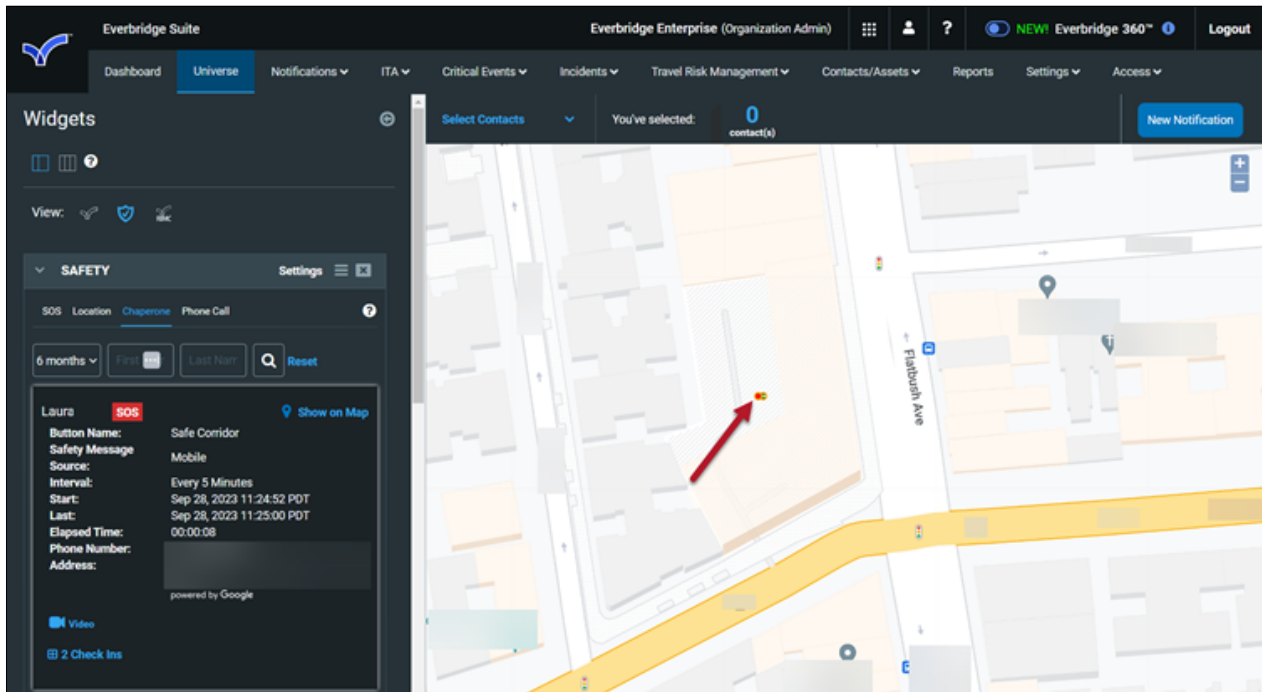 Everbridge Suite
Everbridge Enterprise (Organization Admin)
?
NEW! Everbridge 360™
Logout
Dashboard
Universe
Notifications
ITA
Critical Events
Incidents
Travel Risk Management
Contacts/Assets
Reports
Settings
Access
Widgets
Select Contacts
You've selected:
0
contact(s)
New Notification
?
+
−
View:
SAFETY
Settings
SOS
Location
Chaperone
Phone Call
?
6 months
First
Last Nam
Reset
Laura
SOS
Show on Map
Button Name:
Safe Corridor
Safety Message
Source:
Mobile
Interval:
Every 5 Minutes
Start:
Sep 28, 2023 11:24:52 PDT
Last:
Sep 28, 2023 11:25:00 PDT
Elapsed Time:
00:00:08
Phone Number:
Address:
powered by Google
Video
2 Check Ins
Flatbush Ave